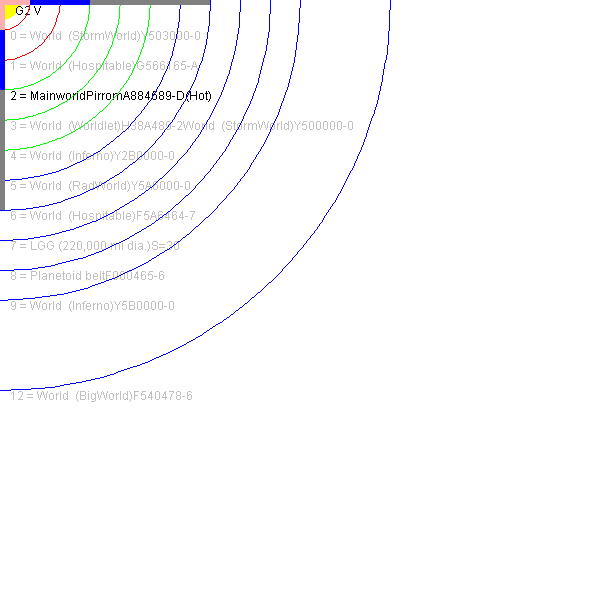 G2 V
0 = World (StormWorld)Y503000-0
1 = World (Hospitable)G566165-A
2 = MainworldPirromA884589-D(Hot)
3 = World (Worldlet)H38A485-2World (StormWorld)Y500000-0
4 = World (Inferno)Y2B0000-0
5 = World (RadWorld)Y5A0000-0
6 = World (Hospitable)F5A6464-7
7 = LGG (220,000 mi dia.)S=30
8 = Planetoid beltF000465-6
9 = World (Inferno)Y5B0000-0
12 = World (BigWorld)F540478-6